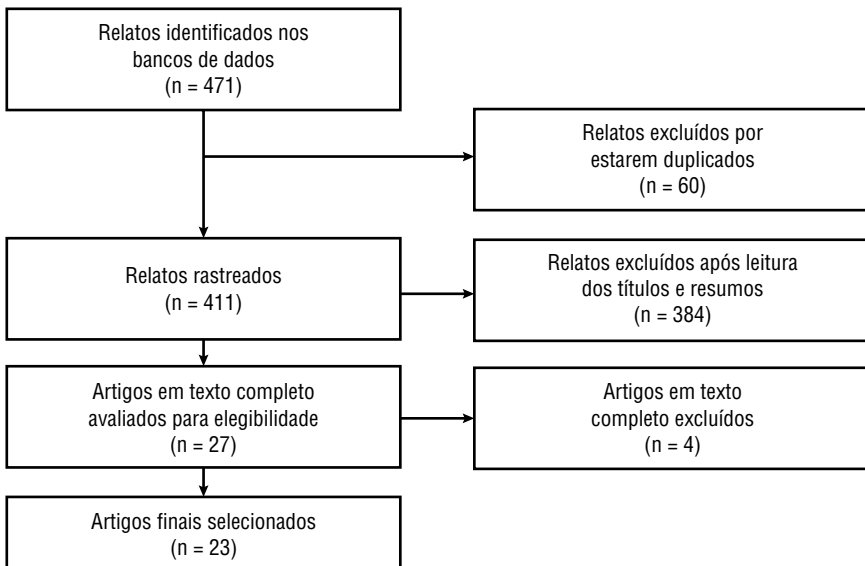 Relatos identificados nos
bancos de dados
(n = 471)
Relatos excluídos por
estarem duplicados
(n = 60)
Relatos rastreados
(n = 411)
Relatos excluídos após leitura
dos títulos e resumos
(n = 384)
Artigos em texto completo
avaliados para elegibilidade
(n = 27)
Artigos em texto
completo excluídos
(n = 4)
Artigos finais selecionados
(n = 23)